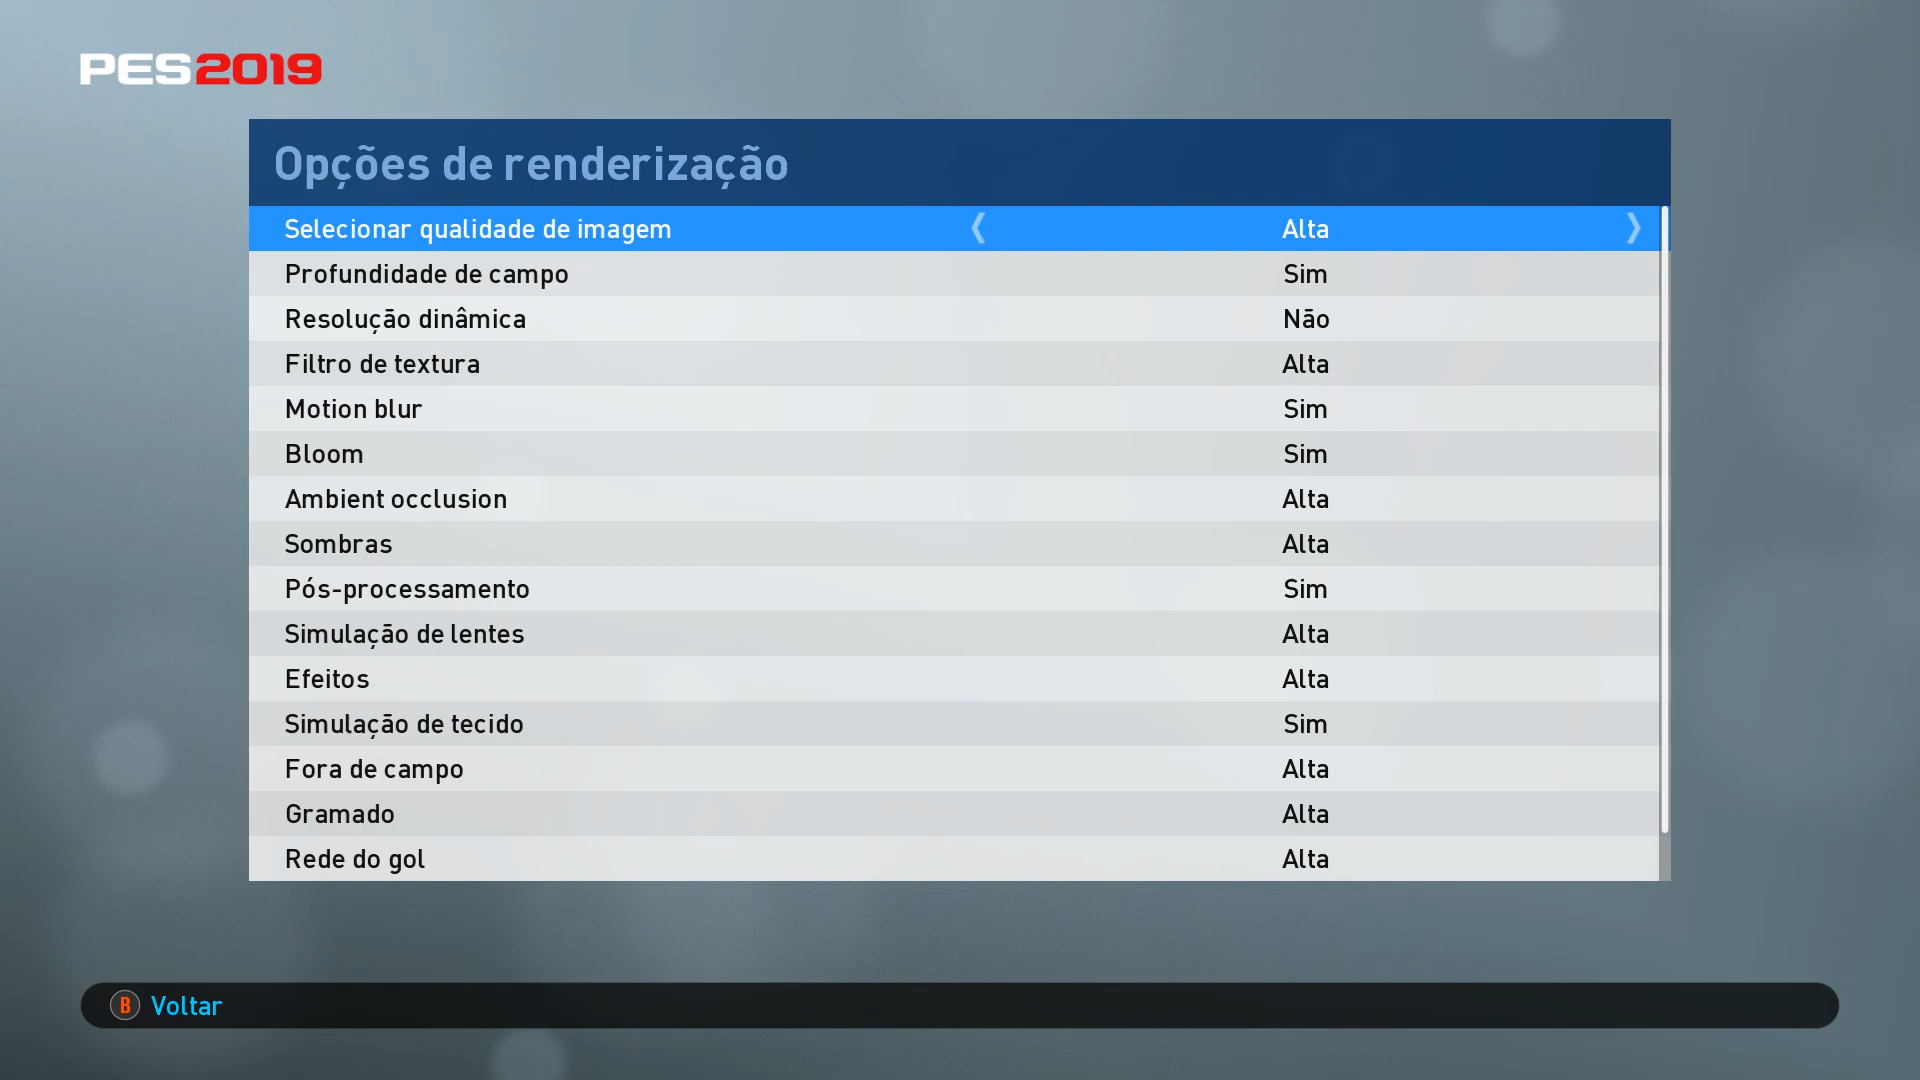 PES2019
Opções de renderização
Selecionar qualidade de imagem Alta
Profundidade de campo Sim
Resolução dinâmica Não
Filtro de textura Alta
Motion blur Sim
Bloom Sim
Ambient occlusion Alta
Sombras Alta
Pós-processamento Sim
Simulação de lentes Alta
Efeitos Alta
Simulação de tecido Sim
Fora de campo Alta
Gramado Alta
Rede do gol Alta
B Voltar